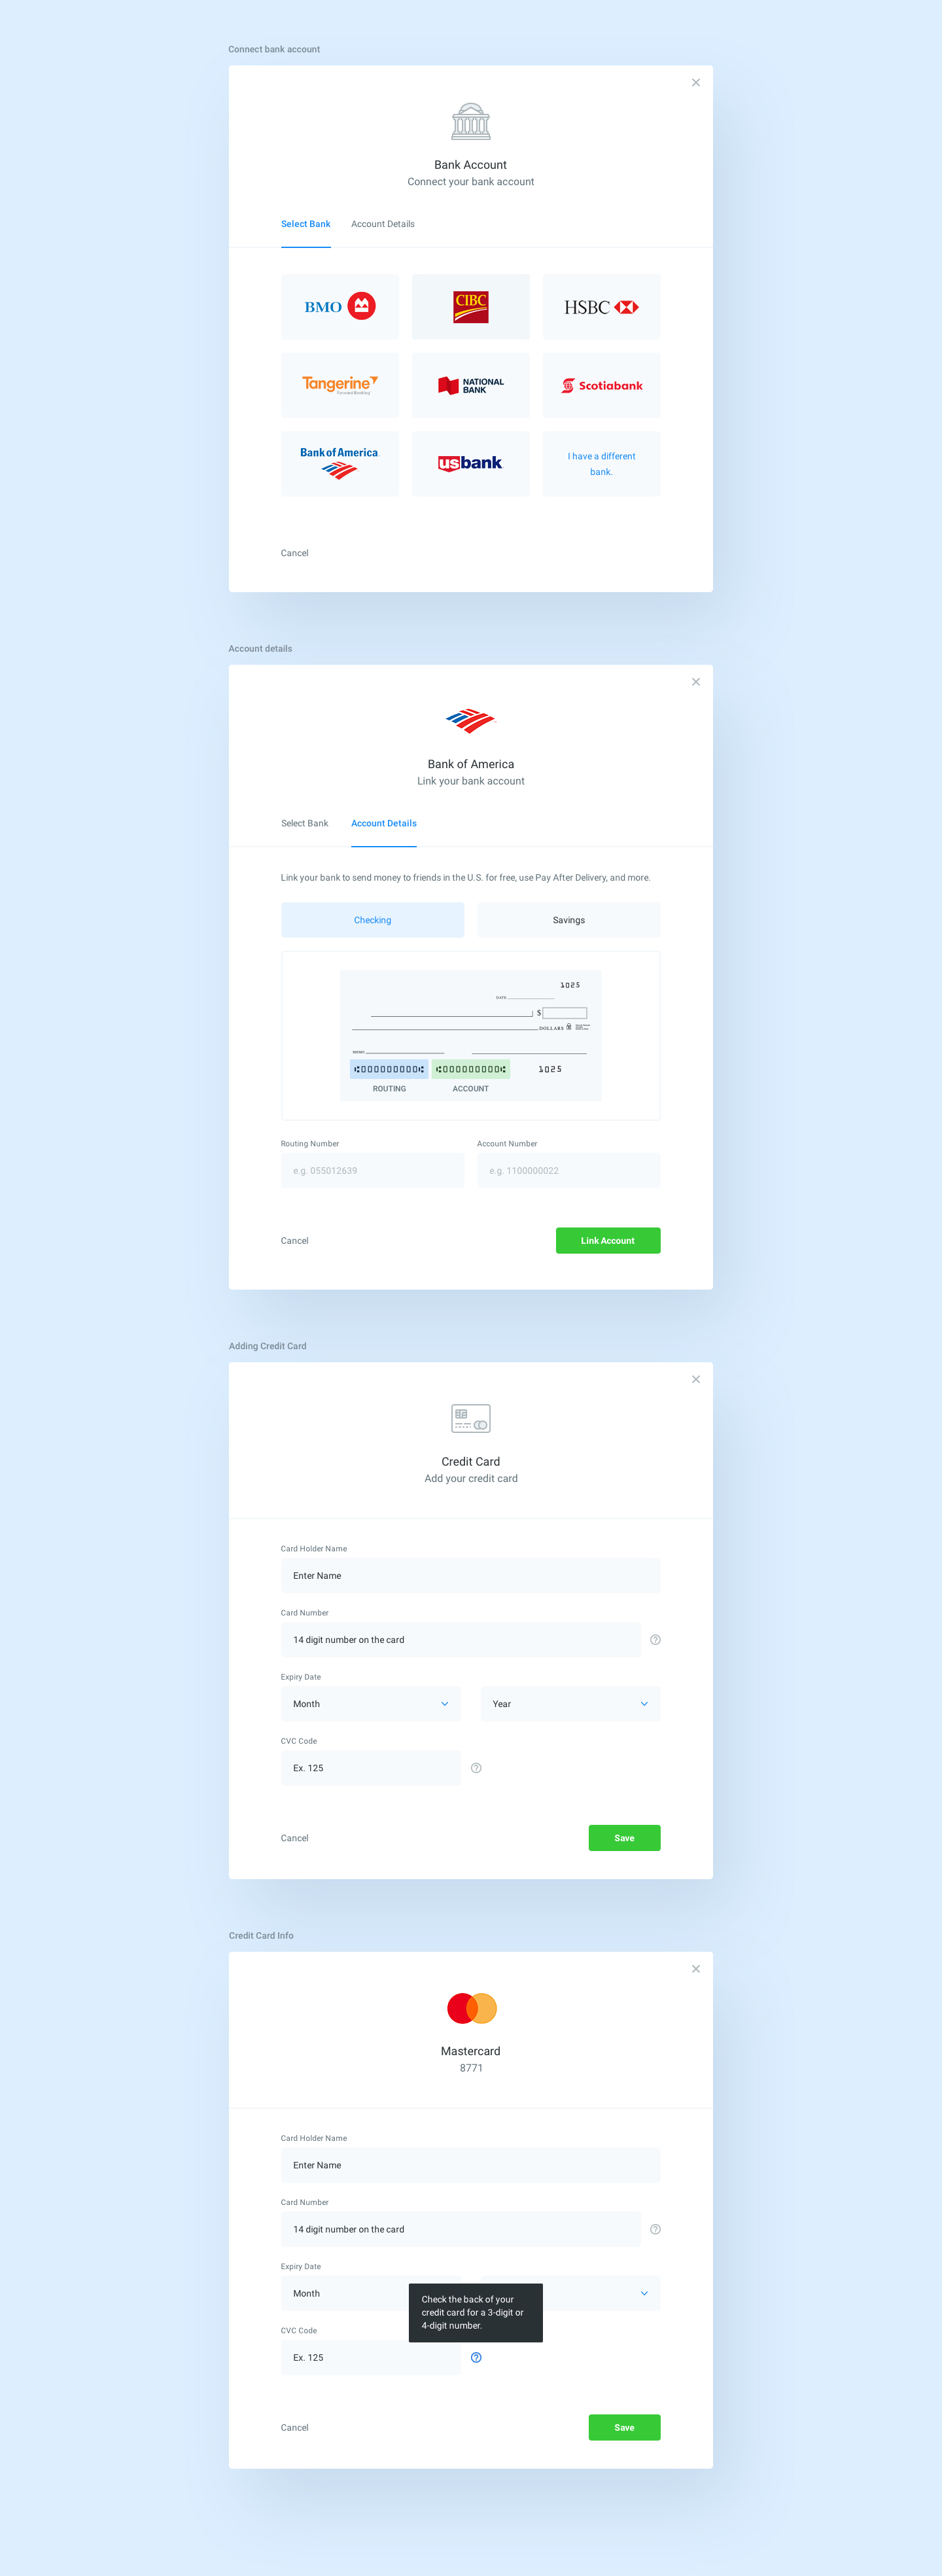 Connect bank account
Bank Account
Connect your bank account
Select Bank
Account Details
BMO
CIBC
HSBC
Tangerine
Forward Banking
NATIONAL
BANK
Scotiabank
Bank of America
usbank
I have a different
bank.
Cancel
Account details
Bank of America
Link your bank account
Select Bank
Account Details
Link your bank to send money to friends in the U.S. for free, use Pay After Delivery, and more.
Checking
Savings
1025
DATE
$
DOLLARS
MEMO
⑆000000000⑆
⑆000000000⑆
1025
ROUTING
ACCOUNT
Routing Number
Account Number
e.g. 055012639
e.g. 1100000022
Cancel
Link Account
Adding Credit Card
Credit Card
Add your credit card
Card Holder Name
Enter Name
Card Number
14 digit number on the card
Expiry Date
Month
Year
CVC Code
Ex. 125
Cancel
Save
Credit Card Info
Mastercard
8771
Card Holder Name
Enter Name
Card Number
14 digit number on the card
Expiry Date
Month
Check the back of your
credit card for a 3-digit or
4-digit number.
CVC Code
Ex. 125
Cancel
Save